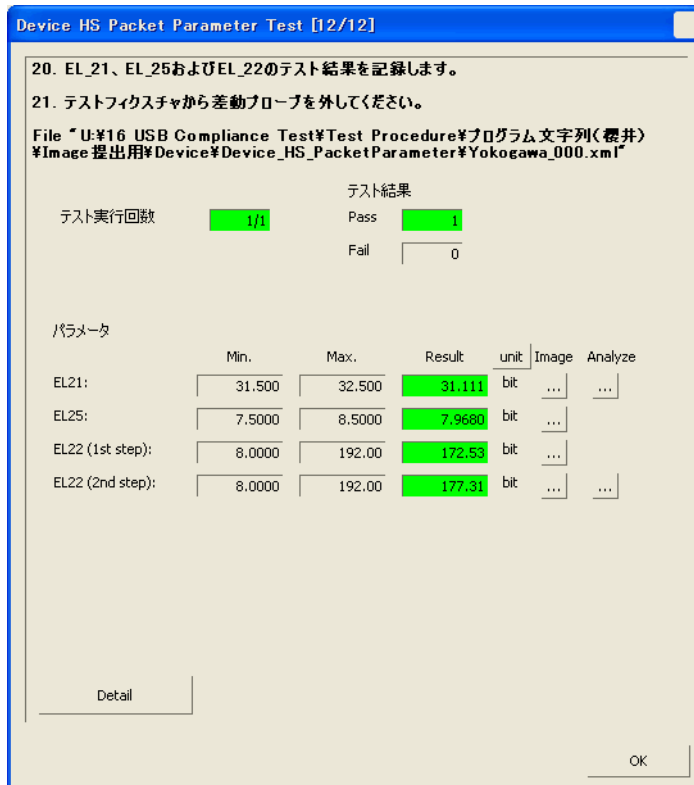 Device HS Packet Parameter Test [12/12]
20. EL_21、EL_25およびEL_22のテスト結果を記録します。
21. テストフィクスチャから差動プローブを外してください。
File "U:¥16 USB Compliance Test¥Test Procedure¥プログラム文字列(櫻井)
¥Image提出用¥Device¥Device_HS_PacketParameter¥Yokogawa_000.xml"
テスト結果
テスト実行回数 1/1 Pass 1
Fail 0
パラメータ
Min. Max. Result unit Image Analyze
EL21: 31.500 32.500 31.111 bit ... ...
EL25: 7.5000 8.5000 7.9680 bit ...
EL22 (1st step): 8.0000 192.00 172.53 bit ...
EL22 (2nd step): 8.0000 192.00 177.31 bit ... ...
Detail
OK